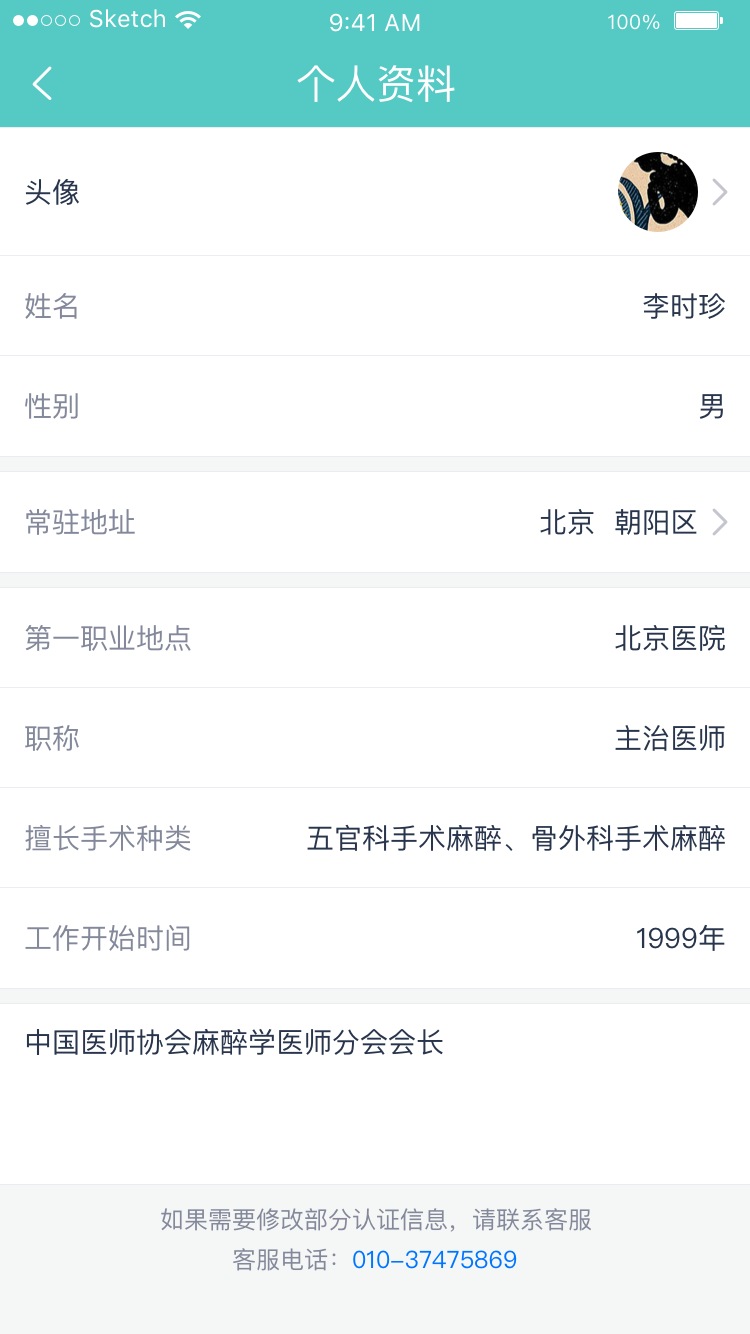 Sketch 9:41 AM 100%
个人资料
头像
姓名 李时珍
性别 男
常驻地址 北京 朝阳区
第一职业地点 北京医院
职称 主治医师
擅长手术种类 五官科手术麻醉、骨外科手术麻醉
工作开始时间 1999年
中国医师协会麻醉学医师分会会长
如果需要修改部分认证信息，请联系客服
客服电话：010-37475869